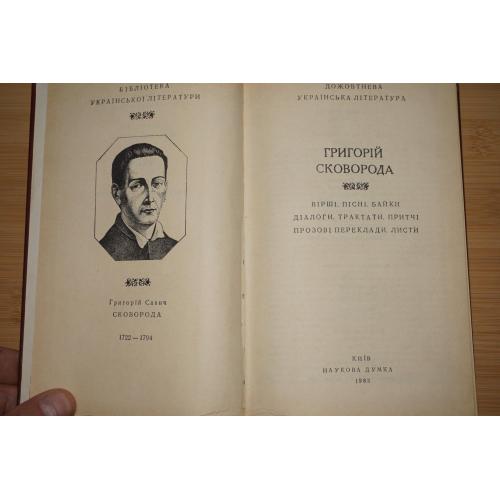 БІБЛІОТЕКА
УКРАЇНСЬКОЇ ЛІТЕРАТУРИ
Григорій Савич
СКОВОРОДА
1722 — 1794
ДОЖОВТНЕВА
УКРАЇНСЬКА ЛІТЕРАТУРА
ГРИГОРІЙ
СКОВОРОДА
ВІРШІ. ПІСНІ. БАЙКИ
ДІАЛОГИ. ТРАКТАТИ. ПРИТЧІ
ПРОЗОВІ ПЕРЕКЛАДИ. ЛИСТИ
КИЇВ
НАУКОВА ДУМКА
1983